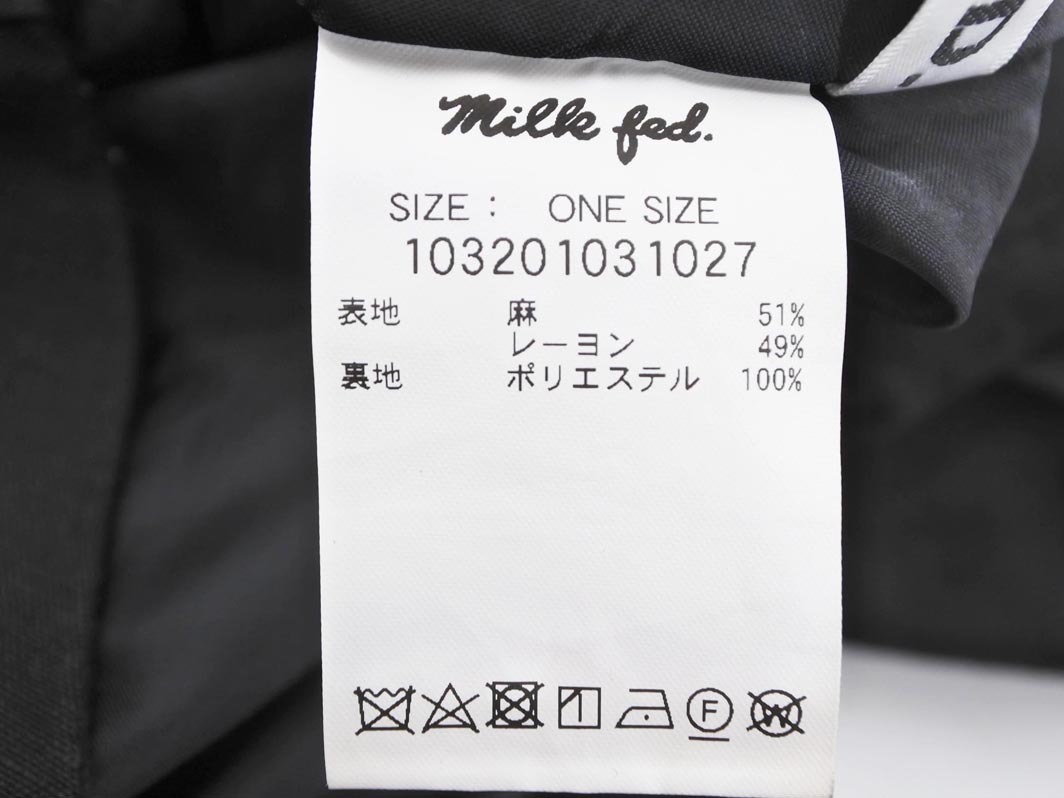 Milk fed.
SIZE : ONE SIZE
103201031027
表地 麻 51%
レーヨン 49%
裏地 ポリエステル 100%
F
W